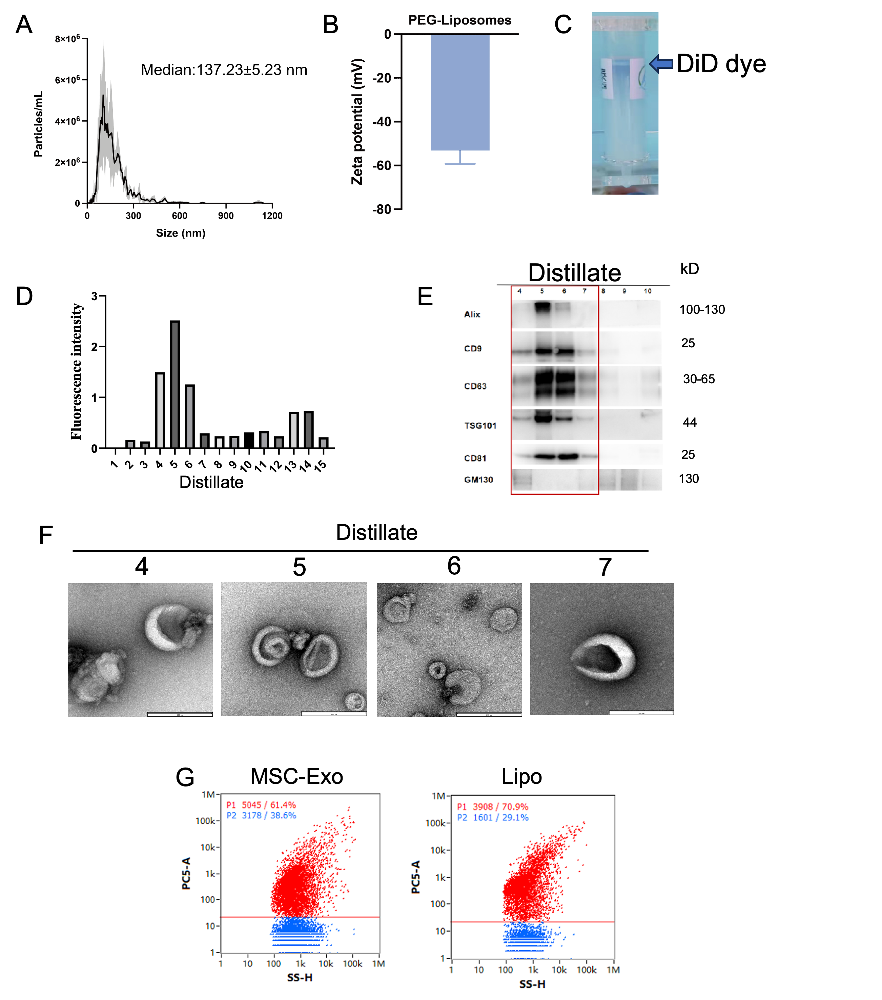 A
8×10⁶
6×10⁶
4×10⁶
2×10⁶
0
Particles/mL
Median:137.23±5.23 nm
0 300 600 900 1200
Size (nm)
B
PEG-Liposomes
0
-20
-40
-60
-80
Zeta potential (mV)
C
DiD dye
D
3
2
1
0
Fluorescence intensity
1 2 3 4 5 6 7 8 9 10 11 12 13 14 15
Distillate
E
Distillate
kD
4 5 6 7 8 9 10
Alix 100-130
CD9 25
CD63 30-65
TSG101 44
CD81 25
GM130 130
F
Distillate
4 5 6 7
G
MSC-Exo
P1 5045 / 61.4%
P2 3178 / 38.6%
1M
100k
10k
1k
100
10
1
PC5-A
1 10 100 1k 10k 100k 1M
SS-H
Lipo
P1 3908 / 70.9%
P2 1601 / 29.1%
1M
100k
10k
1k
100
10
1
PC5-A
1 10 100 1k 10k 100k 1M
SS-H